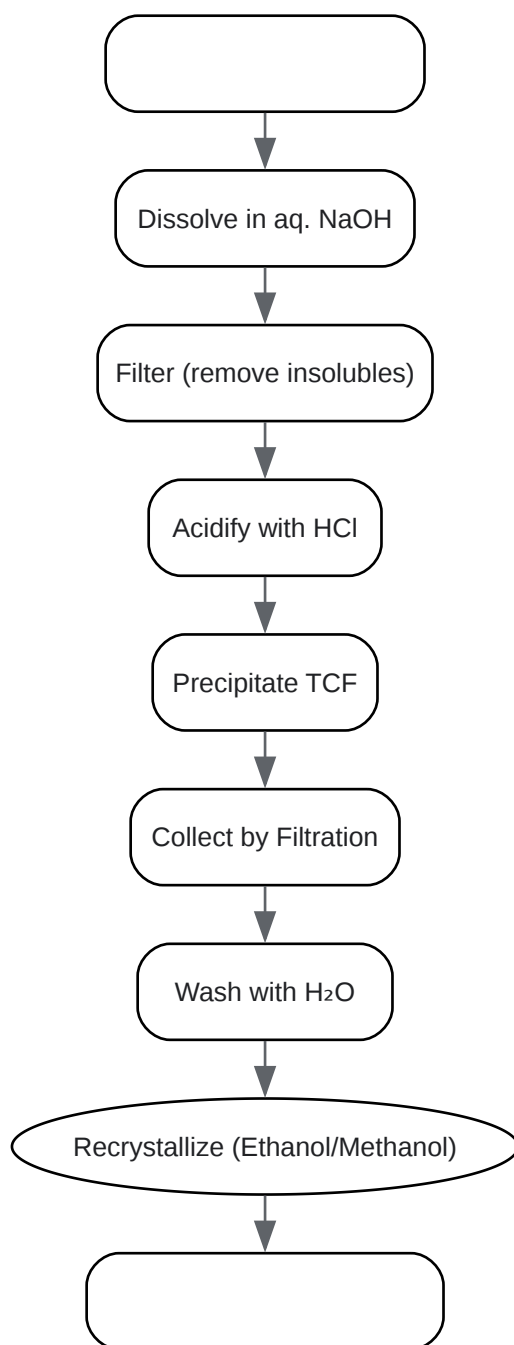 Dissolve in aq. NaOH
Filter (remove insolubles)
Acidify with HCl
Precipitate TCF
Collect by Filtration
Wash with H₂O
Recrystallize (Ethanol/Methanol)